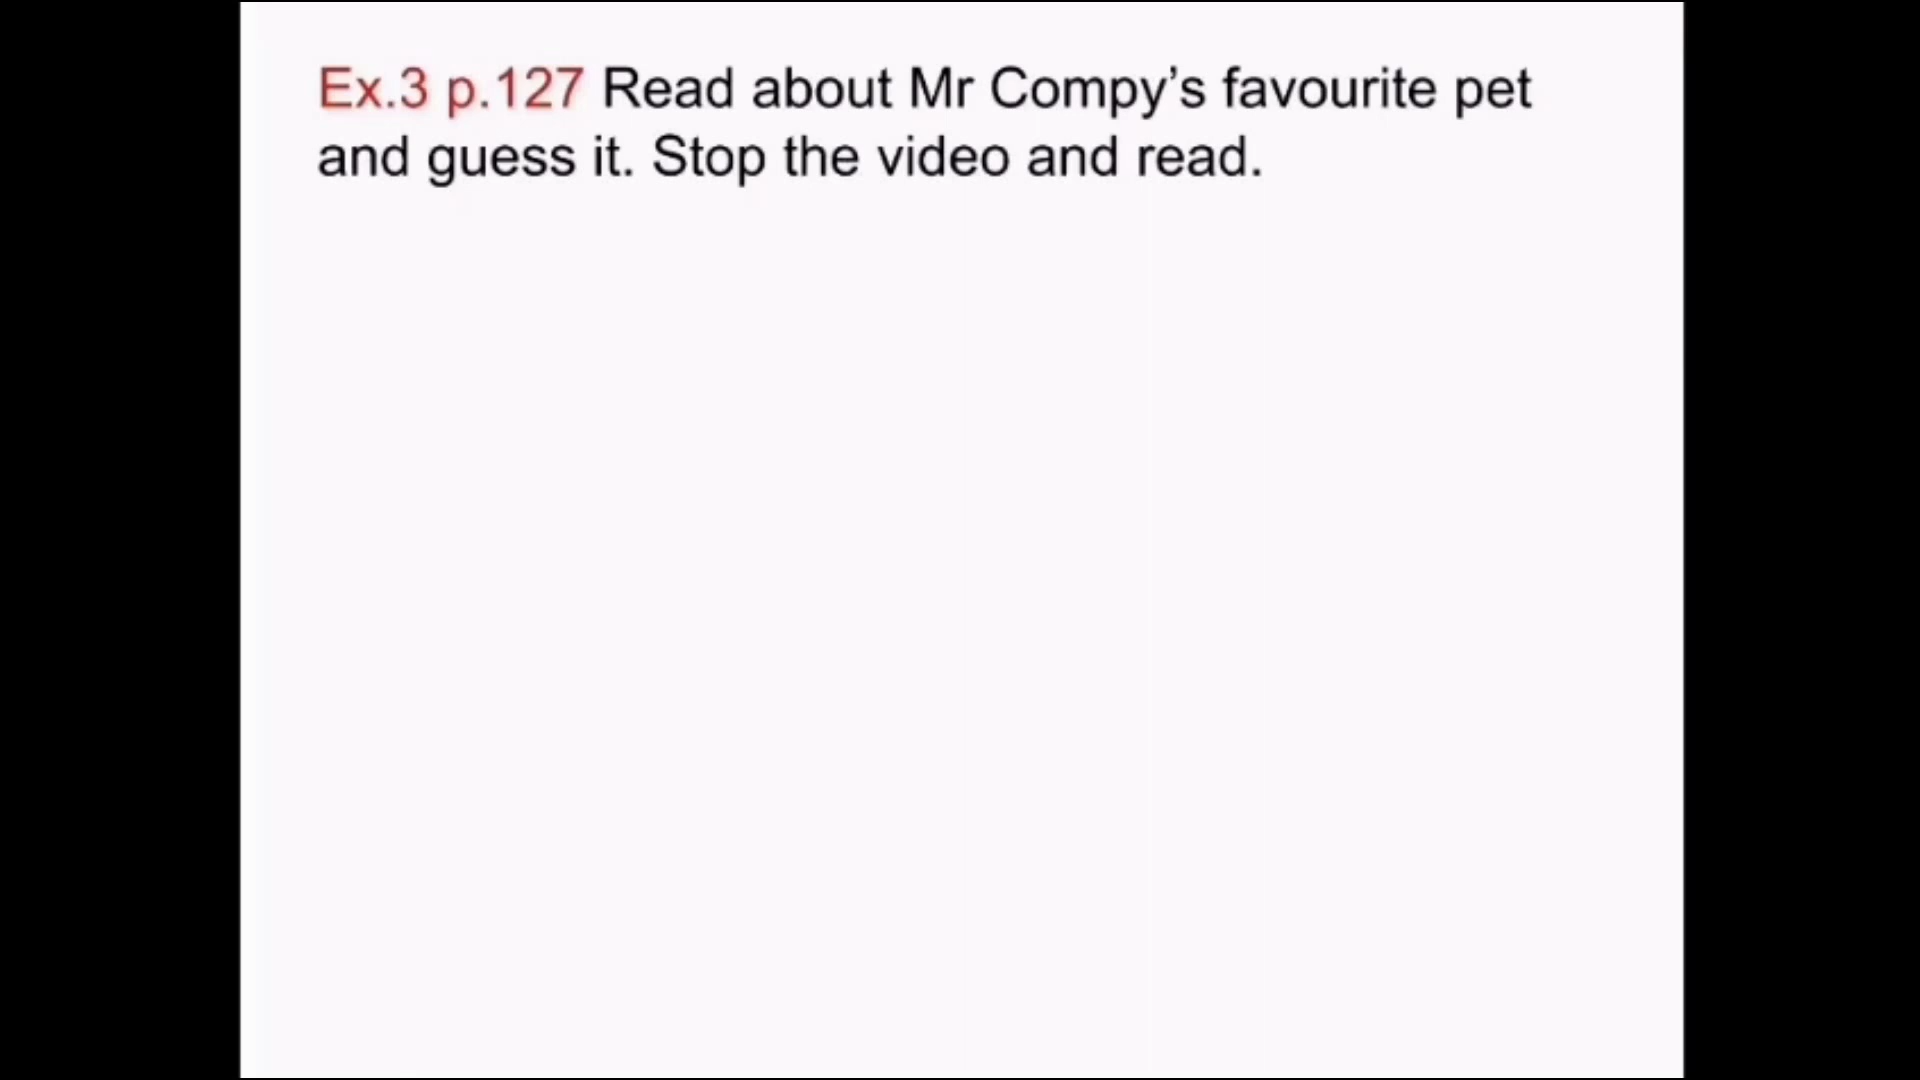 Ex.3 p.127 Read about Mr Compy’s favourite pet
and guess it. Stop the video and read.